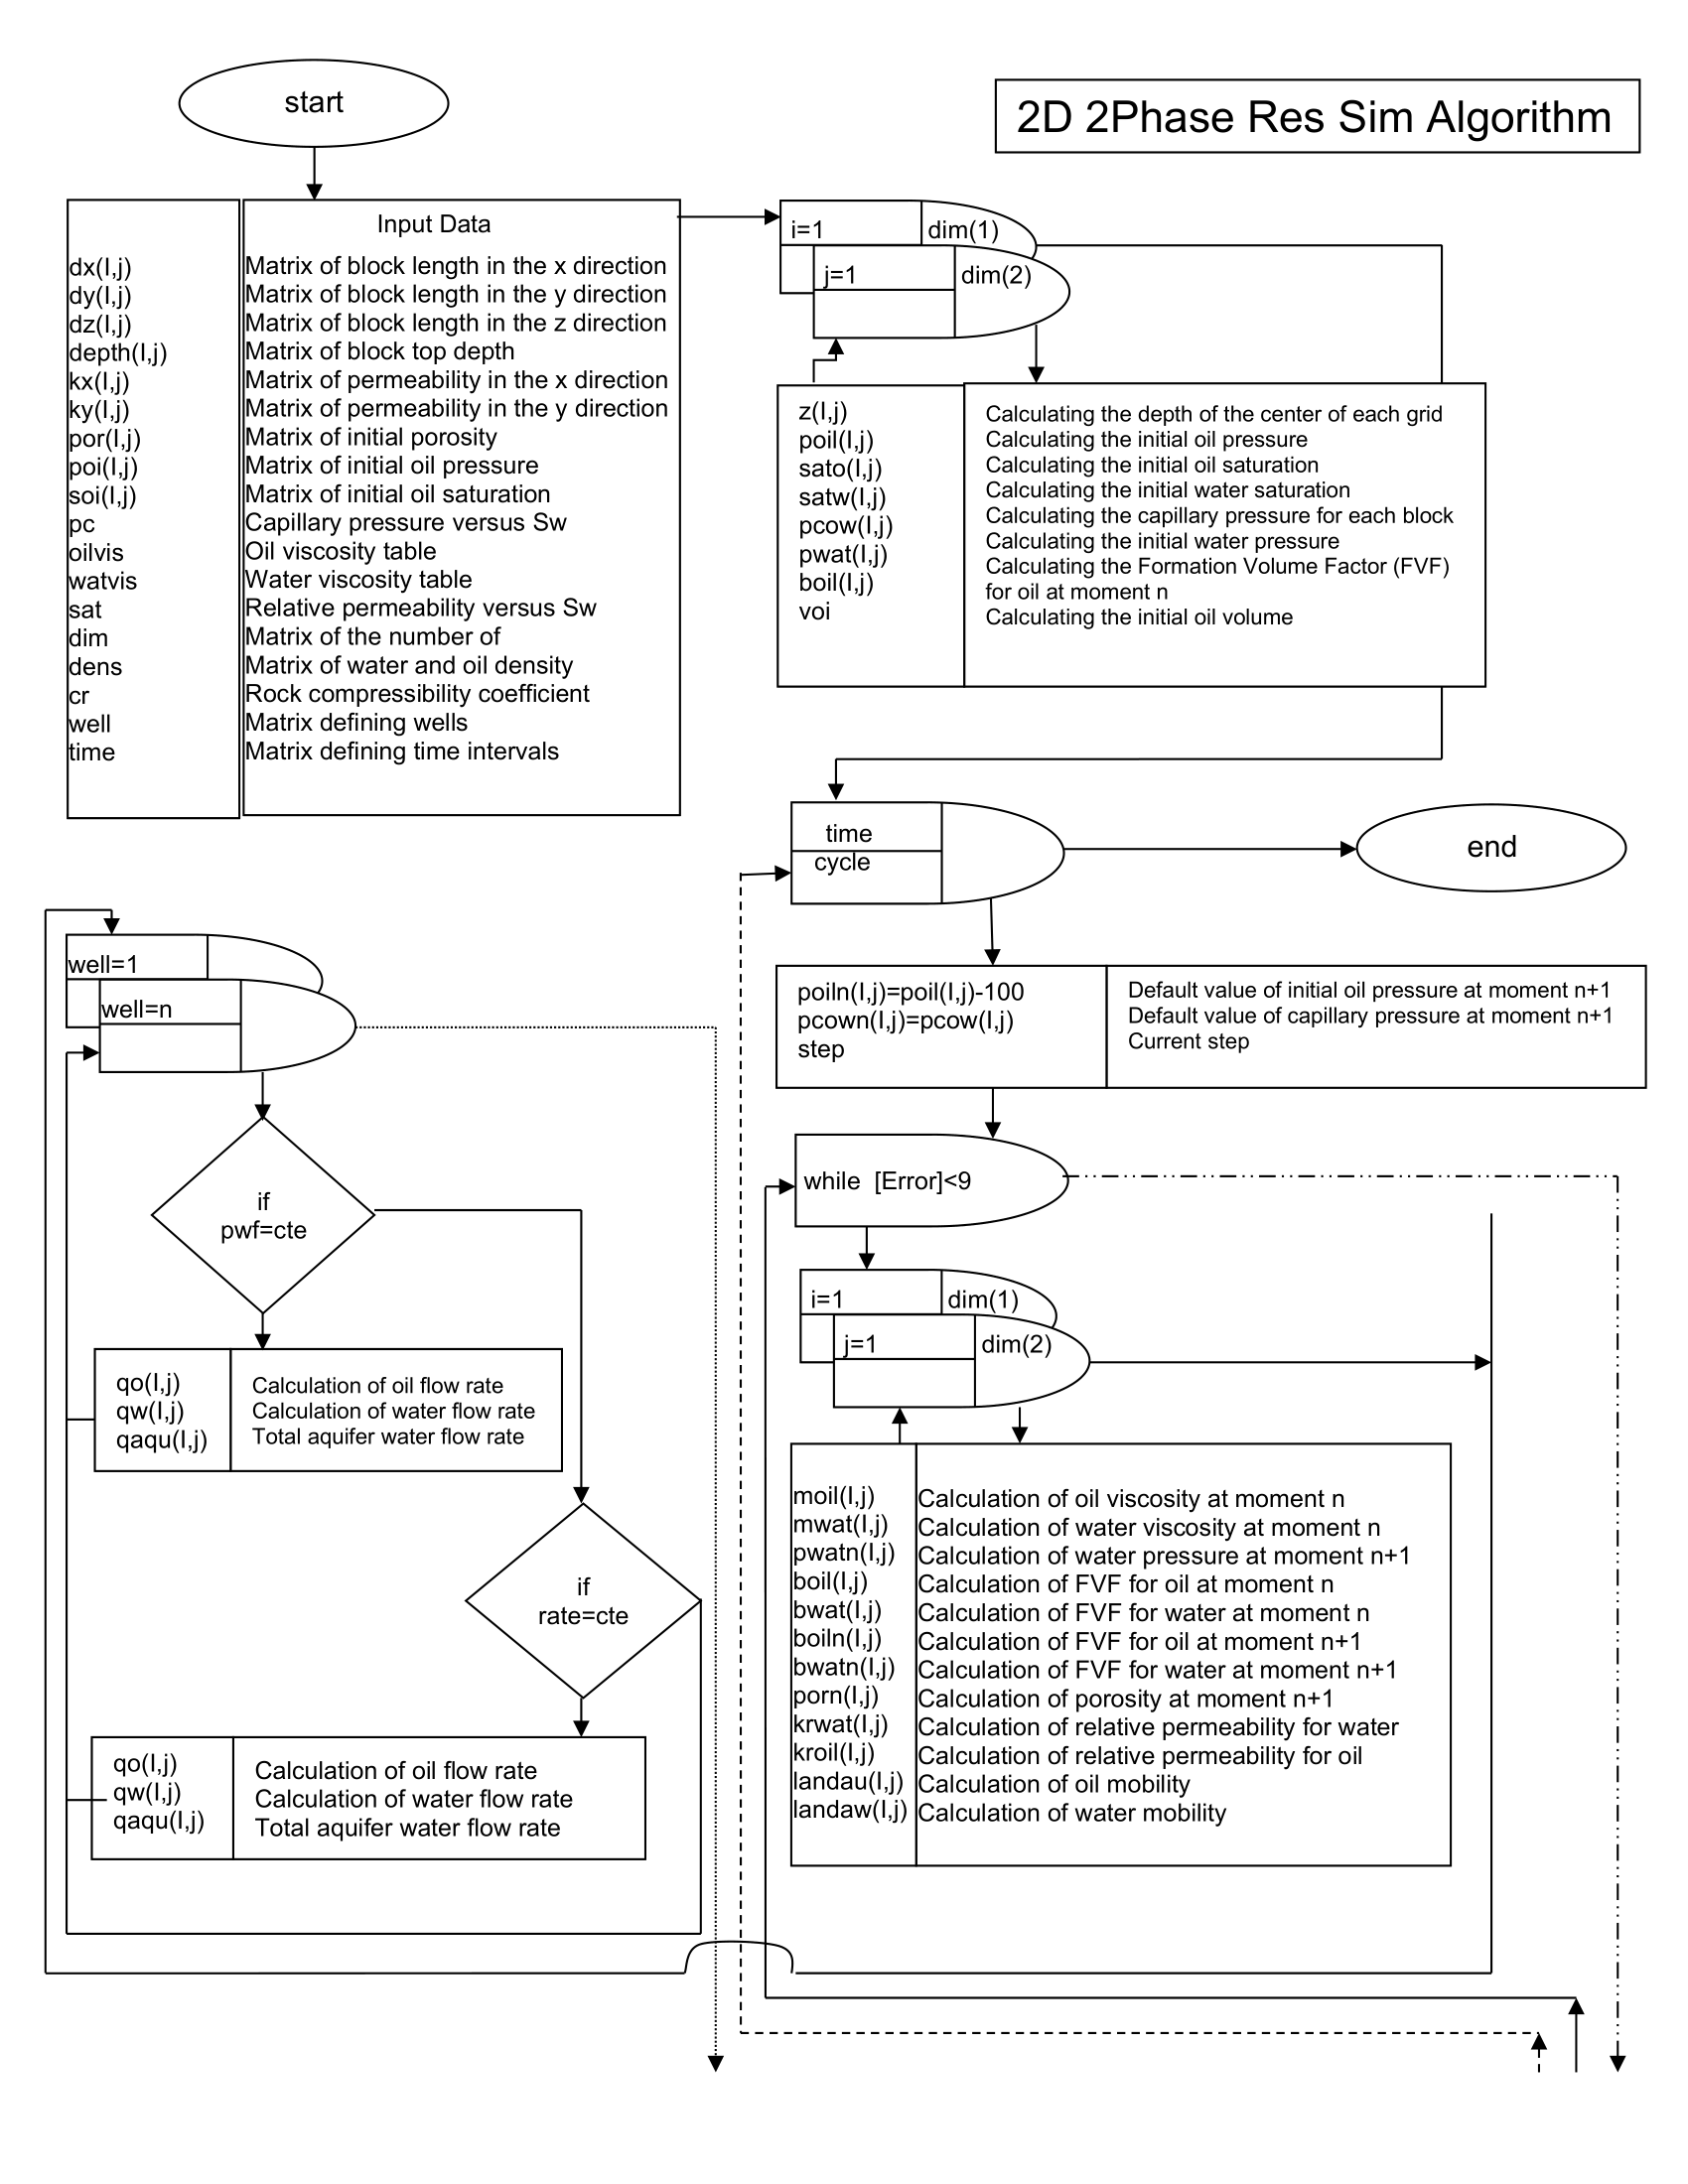 start
2D 2Phase Res Sim Algorithm
Input Data
dx(I,j) Matrix of block length in the x direction
dy(I,j) Matrix of block length in the y direction
dz(I,j) Matrix of block length in the z direction
depth(I,j) Matrix of block top depth
kx(I,j) Matrix of permeability in the x direction
ky(I,j) Matrix of permeability in the y direction
por(I,j) Matrix of initial porosity
poi(I,j) Matrix of initial oil pressure
soi(I,j) Matrix of initial oil saturation
pc Capillary pressure versus Sw
oilvis Oil viscosity table
watvis Water viscosity table
sat Relative permeability versus Sw
dim Matrix of the number of
dens Matrix of water and oil density
cr Rock compressibility coefficient
well Matrix defining wells
time Matrix defining time intervals
i=1 dim(1)
j=1 dim(2)
z(I,j)
poil(I,j)
sato(I,j)
satw(I,j)
pcow(I,j)
pwat(I,j)
boil(I,j)
voi
Calculating the depth of the center of each grid
Calculating the initial oil pressure
Calculating the initial oil saturation
Calculating the initial water saturation
Calculating the capillary pressure for each block
Calculating the initial water pressure
Calculating the Formation Volume Factor (FVF)
for oil at moment n
Calculating the initial oil volume
time
cycle
end
poiln(I,j)=poil(I,j)-100
pcown(I,j)=pcow(I,j)
step
Default value of initial oil pressure at moment n+1
Default value of capillary pressure at moment n+1
Current step
while [Error]<9
i=1 dim(1)
j=1 dim(2)
moil(I,j) Calculation of oil viscosity at moment n
mwat(I,j) Calculation of water viscosity at moment n
pwatn(I,j) Calculation of water pressure at moment n+1
boil(I,j) Calculation of FVF for oil at moment n
bwat(I,j) Calculation of FVF for water at moment n
boiln(I,j) Calculation of FVF for oil at moment n+1
bwatn(I,j) Calculation of FVF for water at moment n+1
porn(I,j) Calculation of porosity at moment n+1
krwat(I,j) Calculation of relative permeability for water
kroil(I,j) Calculation of relative permeability for oil
landau(I,j) Calculation of oil mobility
landaw(I,j) Calculation of water mobility
well=1
well=n
if
pwf=cte
qo(I,j) Calculation of oil flow rate
qw(I,j) Calculation of water flow rate
qaqu(I,j) Total aquifer water flow rate
if
rate=cte
qo(I,j) Calculation of oil flow rate
qw(I,j) Calculation of water flow rate
qaqu(I,j) Total aquifer water flow rate